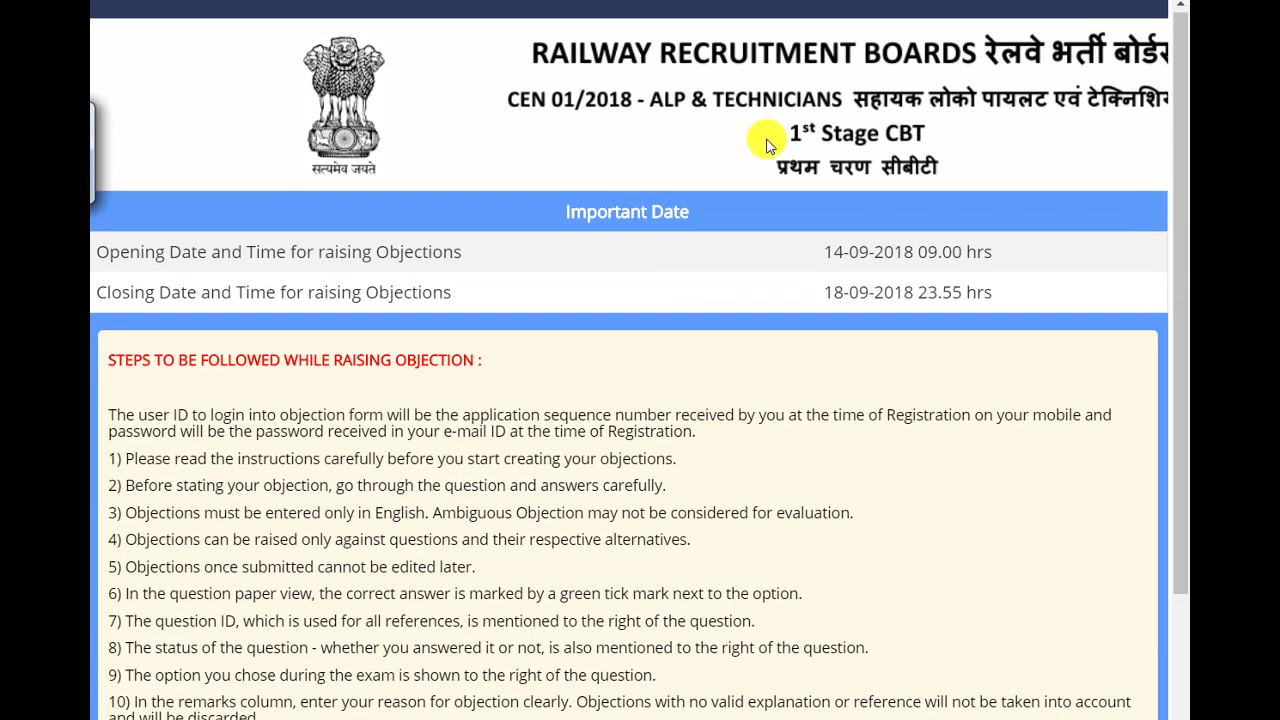 RAILWAY RECRUITMENT BOARDS रेलवे भर्ती
CEN 01/2018 - ALP & TECHNICIANS सहायक लोको पायलट एवं
1st Stage CBT
प्रथम चरण सीबीटी
सत्यमेव जयते
Important Date
Opening Date and Time for raising Objections 14-09-2018 09.00 hrs
Closing Date and Time for raising Objections 18-09-2018 23.55 hrs
STEPS TO BE FOLLOWED WHILE RAISING OBJECTION :
The user ID to login into objection form will be the application sequence number received by you at the time of Registration on your mobile and
password will be the password received in your e-mail ID at the time of Registration.
1) Please read the instructions carefully before you start creating your objections.
2) Before stating your objection, go through the question and answers carefully.
3) Objections must be entered only in English. Ambiguous Objection may not be considered for evaluation.
4) Objections can be raised only against questions and their respective alternatives.
5) Objections once submitted cannot be edited later.
6) In the question paper view, the correct answer is marked by a green tick mark next to the option.
7) The question ID, which is used for all references, is mentioned to the right of the question.
8) The status of the question - whether you answered it or not, is also mentioned to the right of the question.
9) The option you chose during the exam is shown to the right of the question.
10) In the remarks column, enter your reason for objection clearly. Objections with no valid explanation or reference will not be taken into account
and will be discarded